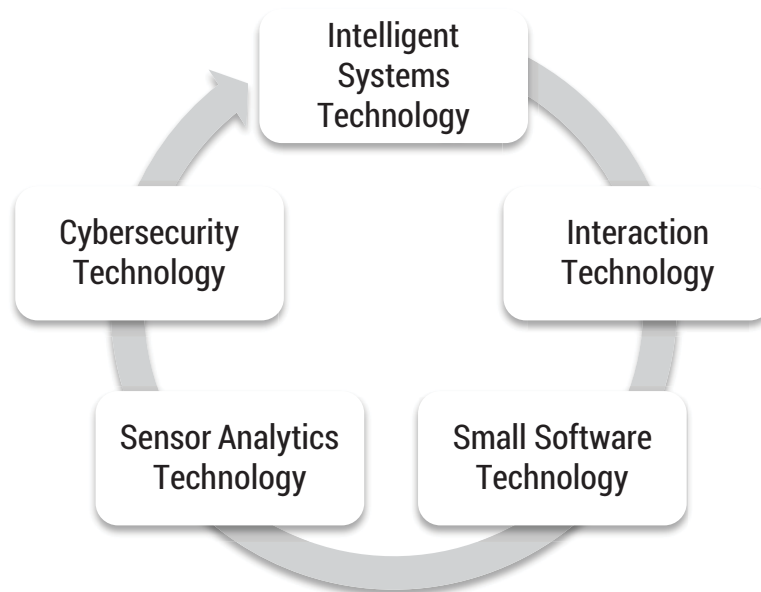 Intelligent
Systems
Technology
Cybersecurity
Technology
Interaction
Technology
Sensor Analytics
Technology
Small Software
Technology